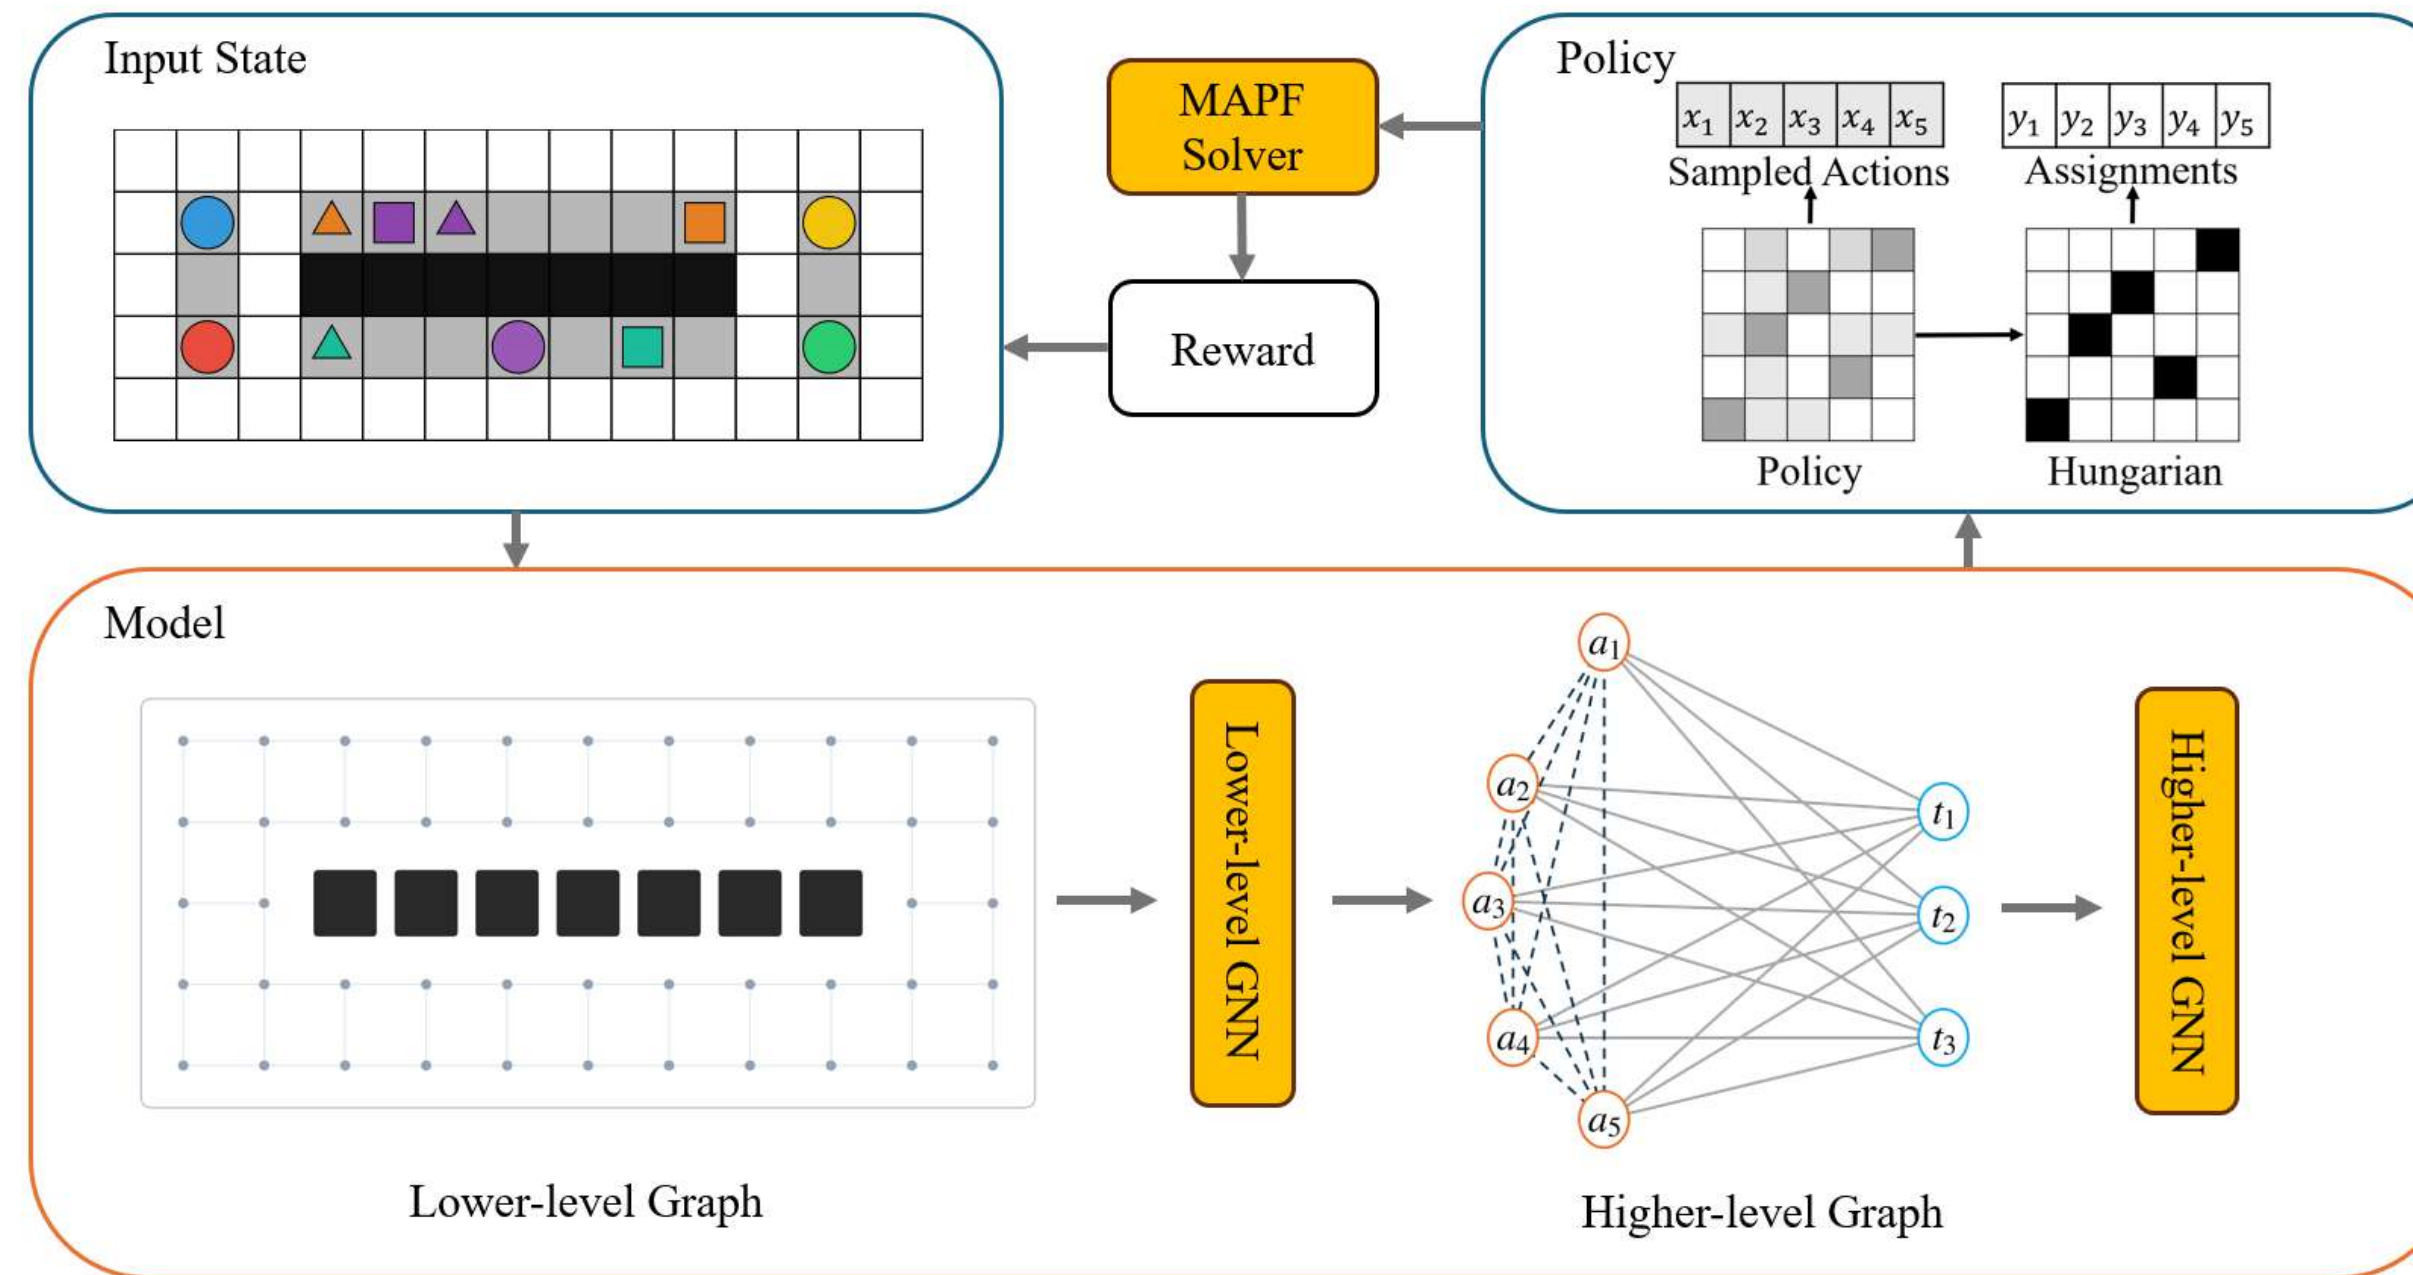 Input State
MAPF
Solver
Reward
Policy
x₁ x₂ x₃ x₄ x₅
Sampled Actions
y₁ y₂ y₃ y₄ y₅
Assignments
Policy
Hungarian
Model
Lower-level Graph
Lower-level GNN
a₁
a₂
a₃
a₄
a₅
t₁
t₂
t₃
Higher-level Graph
Higher-level GNN